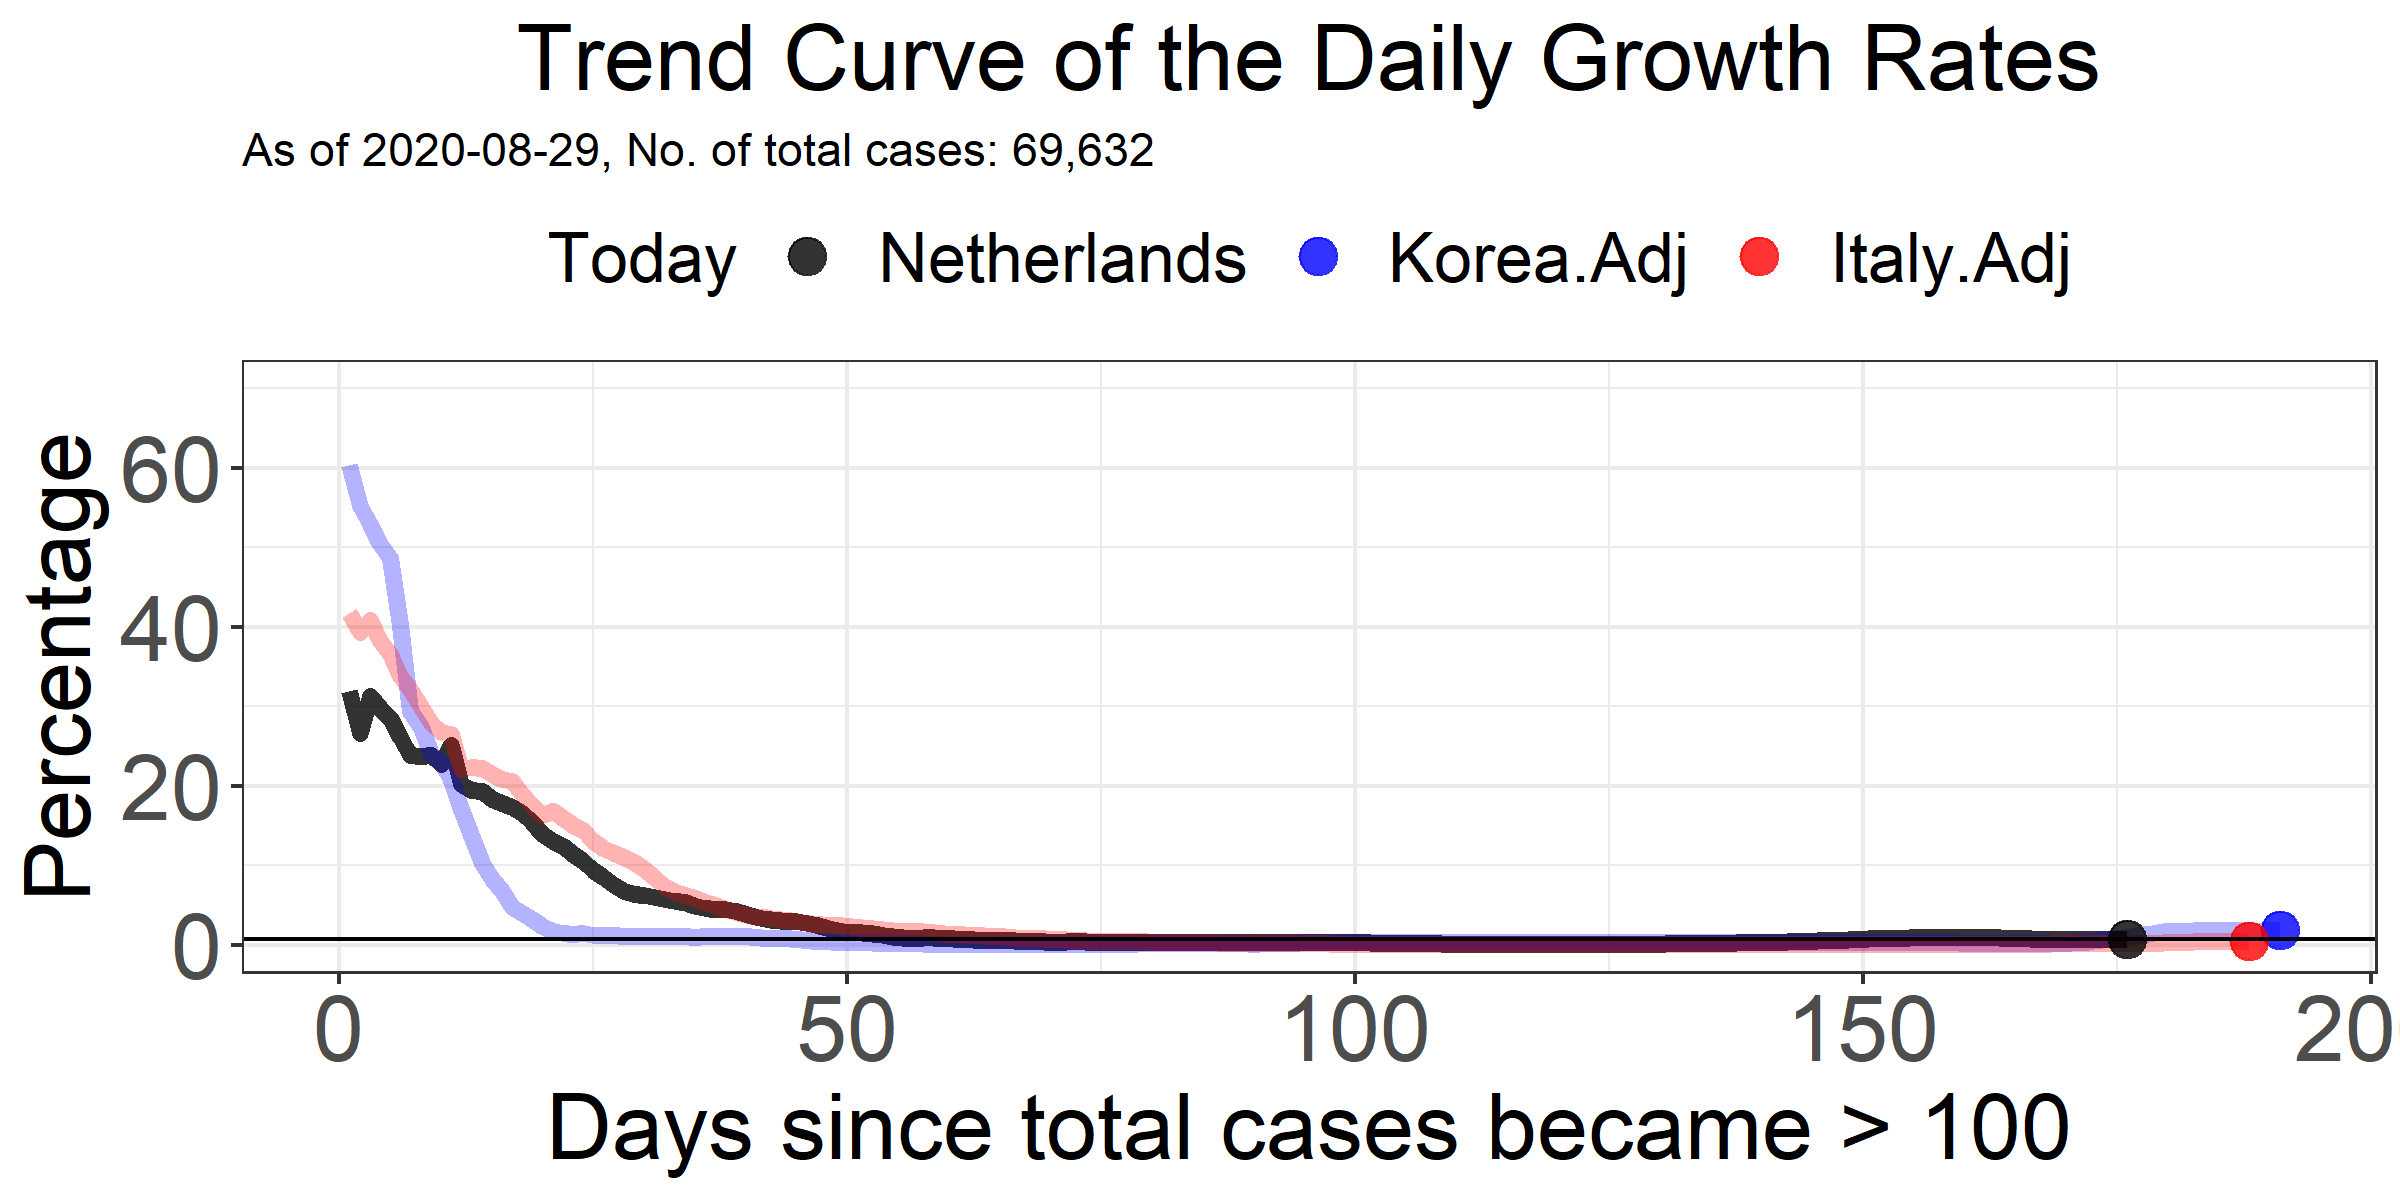 Trend Curve of the Daily Growth Rates
As of 2020-08-29, No. of total cases: 69,632
Today Netherlands Korea.Adj Italy.Adj
Percentage
60
40
20
0
0 50 100 150 20
Days since total cases became > 100